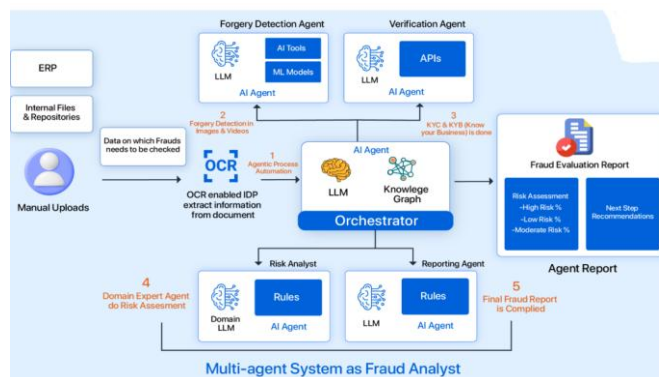 Forgery Detection Agent
Verification Agent
ERP
Internal Files
& Repositories
Manual Uploads
Data on which Frauds
needs to be checked
LLM
AI Tools
ML Models
AI Agent
LLM
APIs
AI Agent
2
Forgery Detection in
Images & Videos
3
KYC & KYB (Know
your Business) is done
OCR
OCR enabled IDP
extract information
from document
1
Agentic Process
Automation
AI Agent
LLM
Knowlege
Graph
Orchestrator
Fraud Evaluation Report
Risk Assessment
-High Risk %
-Low Risk %
-Moderate Risk %
Next Step
Recommendations
Agent Report
4
Domain Expert Agent
do Risk Assesment
Risk Analyst
Domain
LLM
Rules
AI Agent
Reporting Agent
LLM
Rules
AI Agent
5
Final Fraud Report
is Complied
Multi-agent System as Fraud Analyst